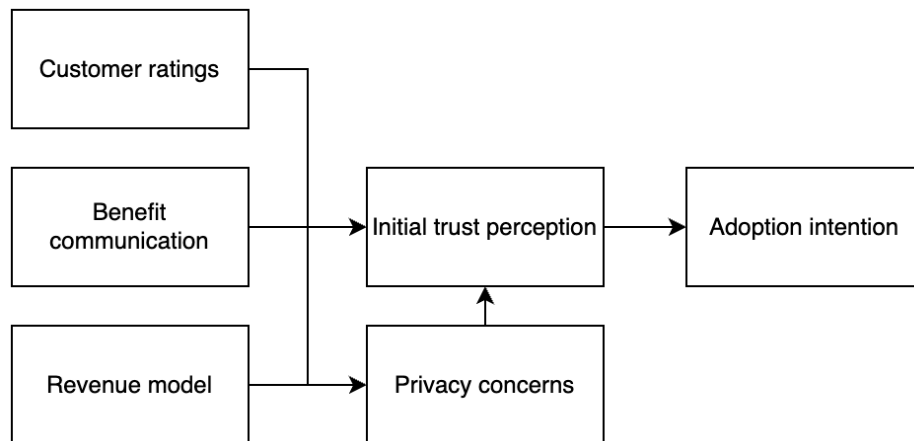 Customer ratings
Benefit
communication
Initial trust perception
Adoption intention
Revenue model
Privacy concerns